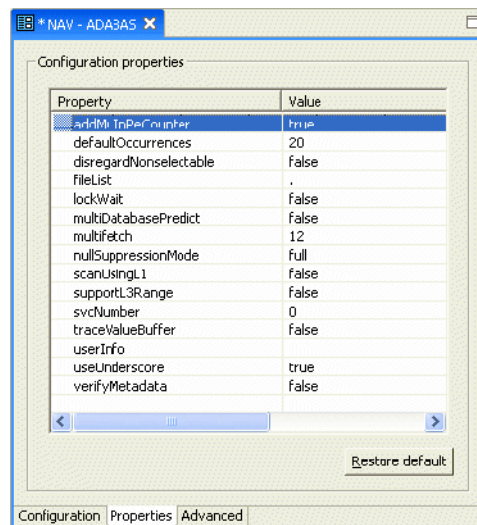 *NAV - ADABAS
Configuration properties
Property Value
addMuInPeCounter true
defaultOccurrences 20
disregardNonselectable false
fileList .
lockWait false
multiDatabasePredict false
multifetch 12
nullSuppressionMode full
scanUsingL1 false
supportL3Range false
svcNumber 0
traceValueBuffer false
userInfo
useUnderscore true
verifyMetadata false
Restore default
Configuration Properties Advanced